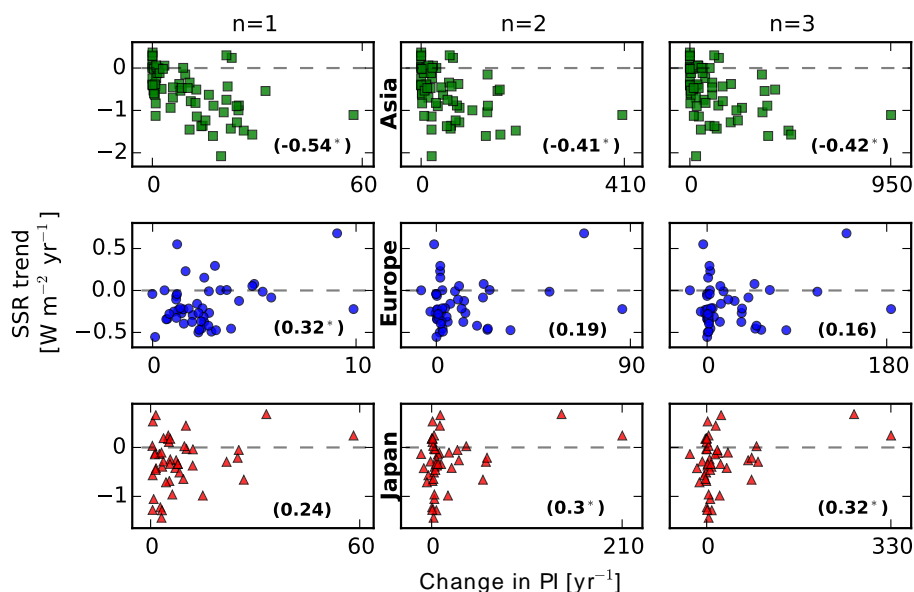 n=1 n=2 n=3
0
−1
−2
(-0.54*) (-0.41*) (-0.42*)
0 60 0 410 0 950
Asia
SSR trend
[W m⁻² yr⁻¹]
0.5
0.0
−0.5
(0.32*) (0.19) (0.16)
0 10 0 90 0 180
Europe
0
−1
(0.24) (0.3*) (0.32*)
0 60 0 210 0 330
Japan
Change in PI [yr⁻¹]